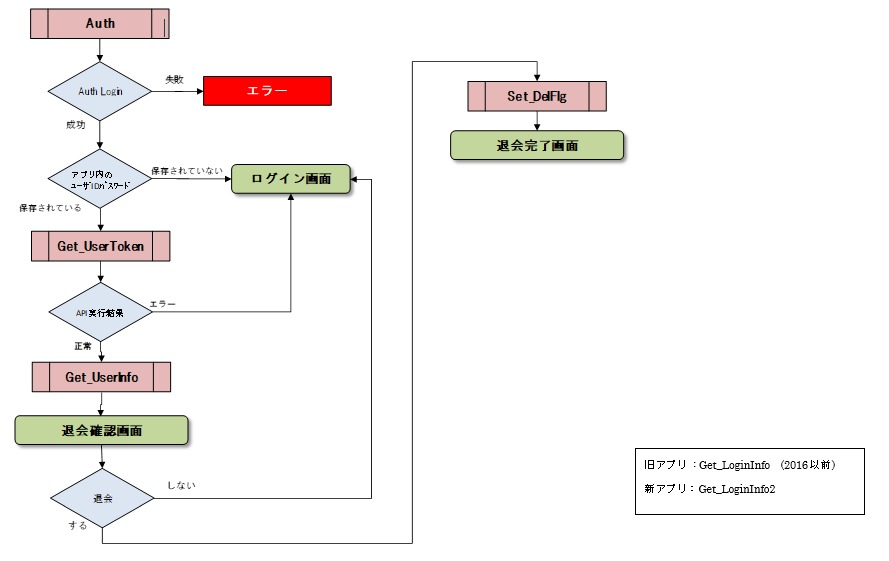 Auth
Auth Login
失敗
エラー
成功
アプリ内の
ユーザIDパスワード
保存されていない
ログイン画面
保存されている
Get_UserToken
API実行結果
エラー
正常
Get_UserInfo
退会確認画面
退会
しない
する
Set_DelFlg
退会完了画面
旧アプリ：Get_LoginInfo （2016以前）
新アプリ：Get_LoginInfo2